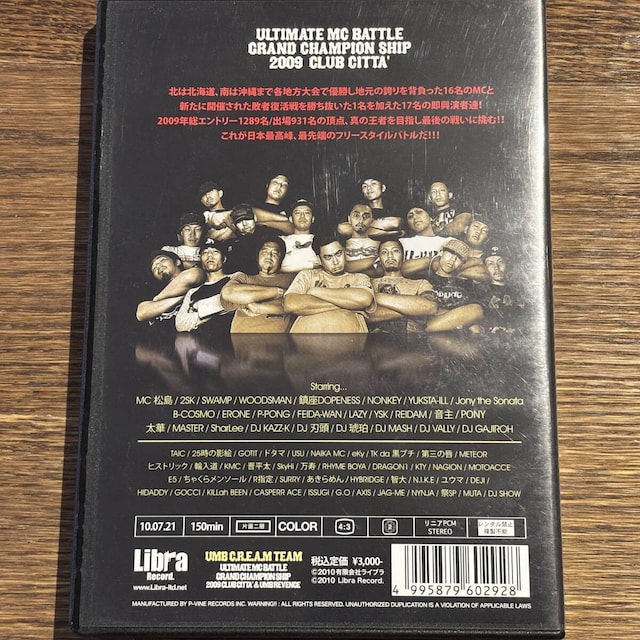 ULTIMATE MC BATTLE
GRAND CHAMPION SHIP
2009 CLUB CITTA'
北は北海道、南は沖縄まで各地方大会で優勝し地元の誇りを背負った16名のMCと
新たに開催された敗者復活戦を勝ち抜いた1名を加えた17名の即興演者達!
2009年総エントリー1289名/出場931名の頂点、真の王者を目指し最後の戦いに挑む!!
これが日本最高峰、最先端のフリースタイルバトルだ!!!
Starring...
MC 松島 / 2SK / SWAMP / WOODSMAN / 鎮座DOPENESS / NONKEY / YUKSTA-ILL / Jony the Sonata
B-COSMO / ERONE / P-PONG / FEIDA-WAN / LAZY / YSK / REIDAM / 音主 / PONY
太華 / MASTER / SharLee / DJ KAZZ-K / DJ 刃頭 / DJ 琥珀 / DJ MASH / DJ VALLY / DJ GAJIROH
TAIC / 25時の影絵 / GOTIT / ドタマ / USU / NAIKA MC / eKy / TK da 黒ブチ / 第三の唇 / METEOR
ヒストリック / 輪入道 / KMC / 晋平太 / SkyHi / 万寿 / RHYME BOYA / DRAGON1 / KTY / NAGION / MOTOACCE
E5 / ちゃくらメンソール / R指定 / SURRY / あきらめん / HYBRIDGE / 智大 / N.I.K.E / ユウマ / DEJI /
HIDADDY / GOCCI / KILLah BEEN / CASPERR ACE / ISSUGI / G.O / AXIS / JAG-ME / NYNJA / 祭SP / MUTA / DJ SHOW
10.07.21 150min 片面二層 COLOR 4:3 2 リニアPCM STEREO レンタル禁止 複製不能
Libra
Record.
www.Libra-ltd.net
UMB C.R.E.A.M TEAM
ULTIMATE MC BATTLE
GRAND CHAMPION SHIP
2009 CLUB CITTA' & UMB REVENGE
税込定価 ¥3,000-
©2010有限会社ライブラ
©2010 Libra Record.
4 995879 602928
MANUFACTURED BY P-VINE RECORDS INC. WARNING!! : ALL RIGHTS RESERVED. UNAUTHORIZED DUPLICATION IS A VIOLATION OF APPLICABLE LAWS